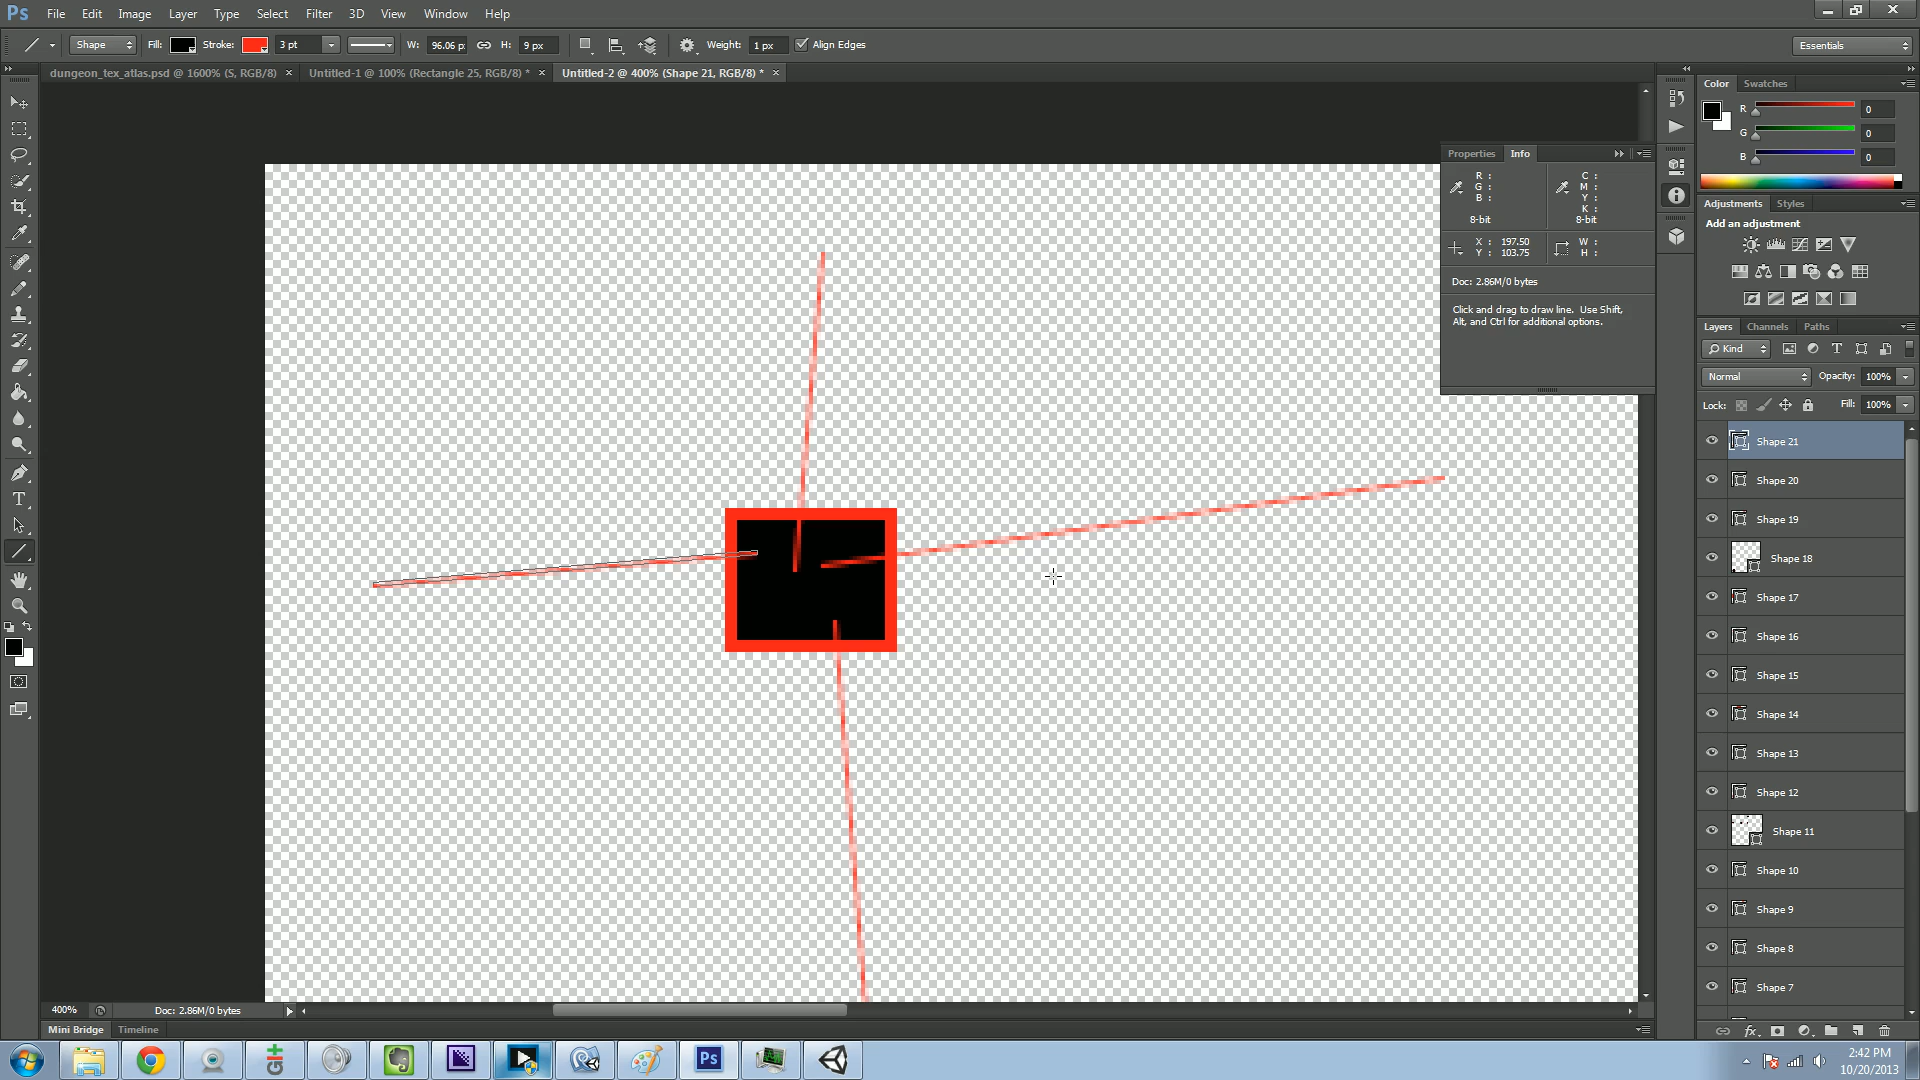 Ps File Edit Image Layer Type Select Filter 3D View Window Help
Shape Fill: Stroke: 3 pt W: 96.06 p: H: 9 px Weight: 1 px Align Edges Essentials
dungeon_tex_atlas.psd @ 1600% (S, RGB/8) × Untitled-1 @ 100% (Rectangle 25, RGB/8) * × Untitled-2 @ 400% (Shape 21, RGB/8) * ×
Color Swatches
R 0
G 0
B 0
Properties Info
R : C :
G : M :
B : Y :
K :
8-bit 8-bit
X : 197.50 W :
Y : 103.75 H :
Doc: 2.86M/0 bytes
Click and drag to draw line. Use Shift,
Alt, and Ctrl for additional options.
Adjustments Styles
Add an adjustment
Layers Channels Paths
Kind
Normal Opacity: 100%
Lock: Fill: 100%
Shape 21
Shape 20
Shape 19
Shape 18
Shape 17
Shape 16
Shape 15
Shape 14
Shape 13
Shape 12
Shape 11
Shape 10
Shape 9
Shape 8
Shape 7
400% Doc: 2.86M/0 bytes
Mini Bridge Timeline
Git
Ps
2:42 PM
10/20/2013